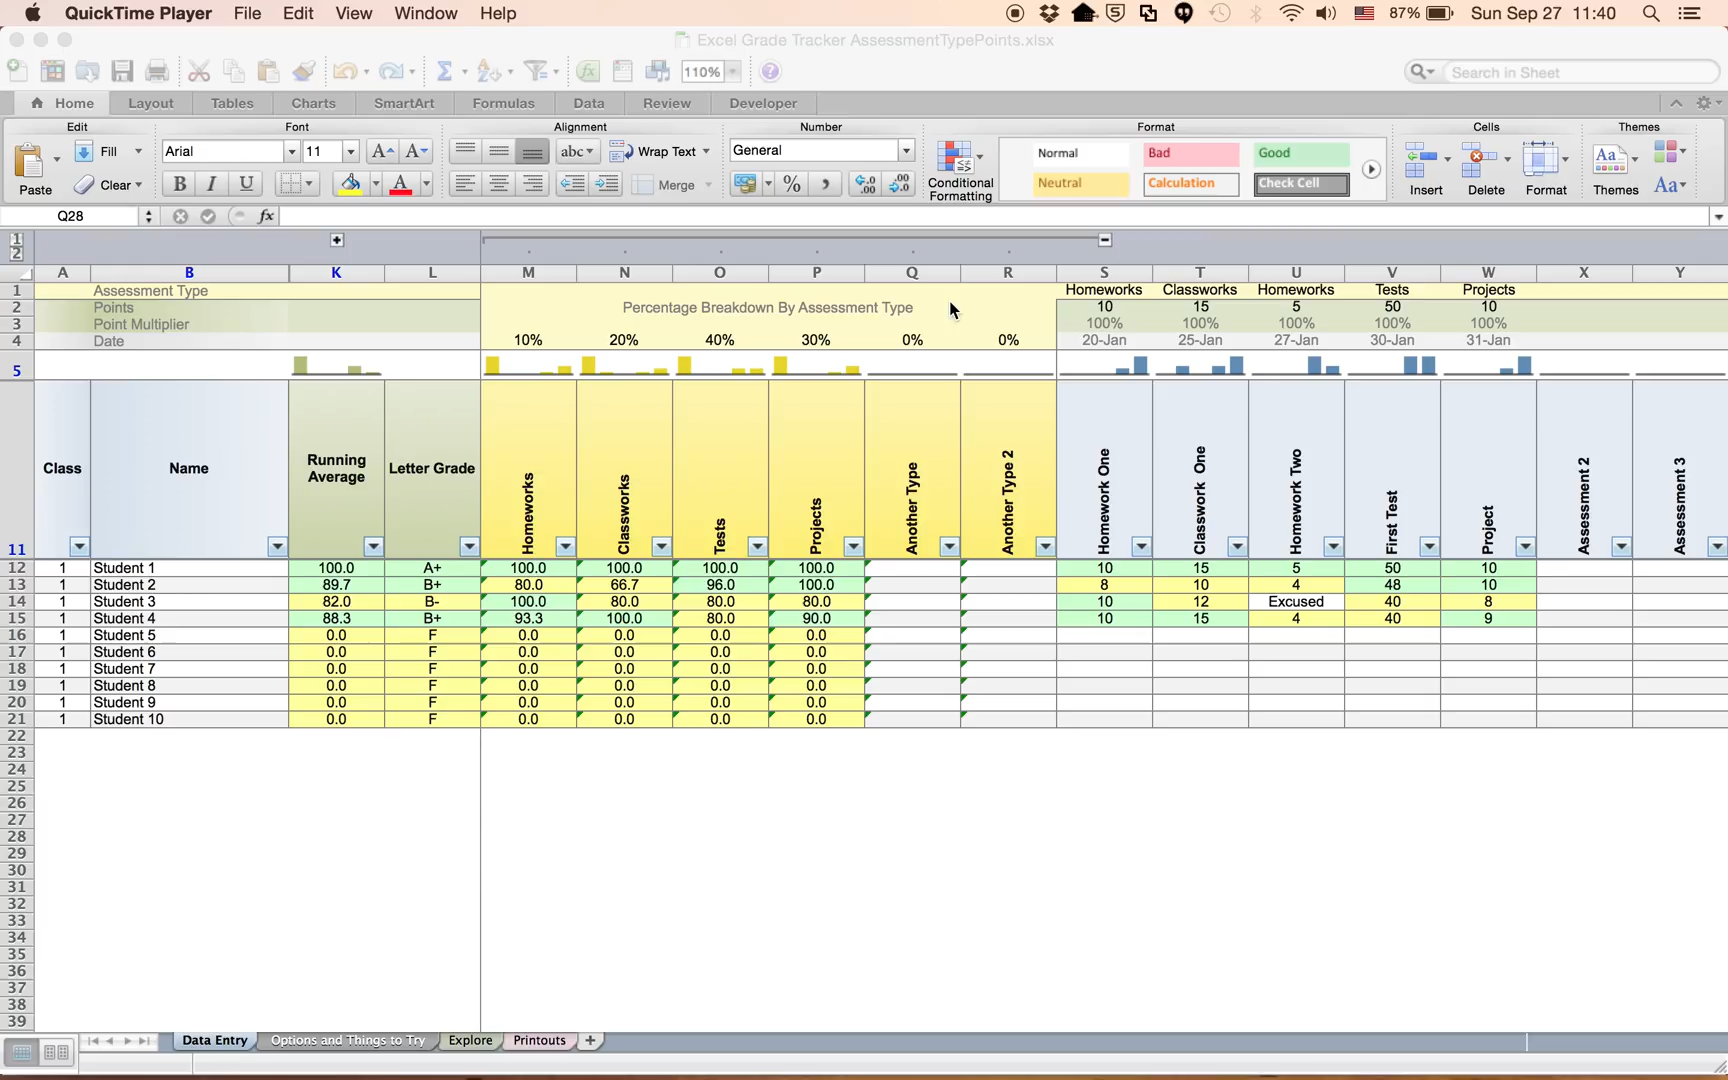 QuickTime Player File Edit View Window Help 87% Sun Sep 27 11:40
Excel Grade Tracker AssessmentTypePoints.xlsx
110% Search in Sheet
Home Layout Tables Charts SmartArt Formulas Data Review Developer
Edit Font Alignment Number Format Cells Themes
Fill Arial 11 abc Wrap Text General Normal Bad Good
Paste Clear B I U Merge % Conditional Formatting Neutral Calculation Check Cell Insert Delete Format Themes Aa
Q28 fx
1
2
A B K L M N O P Q R S T U V W X Y
1 Assessment Type Homeworks Classworks Homeworks Tests Projects
2 Points Percentage Breakdown By Assessment Type 10 15 5 50 10
3 Point Multiplier 100% 100% 100% 100% 100%
4 Date 10% 20% 40% 30% 0% 0% 20-Jan 25-Jan 27-Jan 30-Jan 31-Jan
5
11 Class Name Running Average Letter Grade Homeworks Classworks Tests Projects Another Type Another Type 2 Homework One Classwork One Homework Two First Test Project Assessment 2 Assessment 3
12 1 Student 1 100.0 A+ 100.0 100.0 100.0 100.0 10 15 5 50 10
13 1 Student 2 89.7 B+ 80.0 66.7 96.0 100.0 8 10 4 48 10
14 1 Student 3 82.0 B- 100.0 80.0 80.0 80.0 10 12 Excused 40 8
15 1 Student 4 88.3 B+ 93.3 100.0 80.0 90.0 10 15 4 40 9
16 1 Student 5 0.0 F 0.0 0.0 0.0 0.0
17 1 Student 6 0.0 F 0.0 0.0 0.0 0.0
18 1 Student 7 0.0 F 0.0 0.0 0.0 0.0
19 1 Student 8 0.0 F 0.0 0.0 0.0 0.0
20 1 Student 9 0.0 F 0.0 0.0 0.0 0.0
21 1 Student 10 0.0 F 0.0 0.0 0.0 0.0
22
23
24
25
26
27
28
29
30
31
32
33
34
35
36
37
38
39
Data Entry Options and Things to Try Explore Printouts